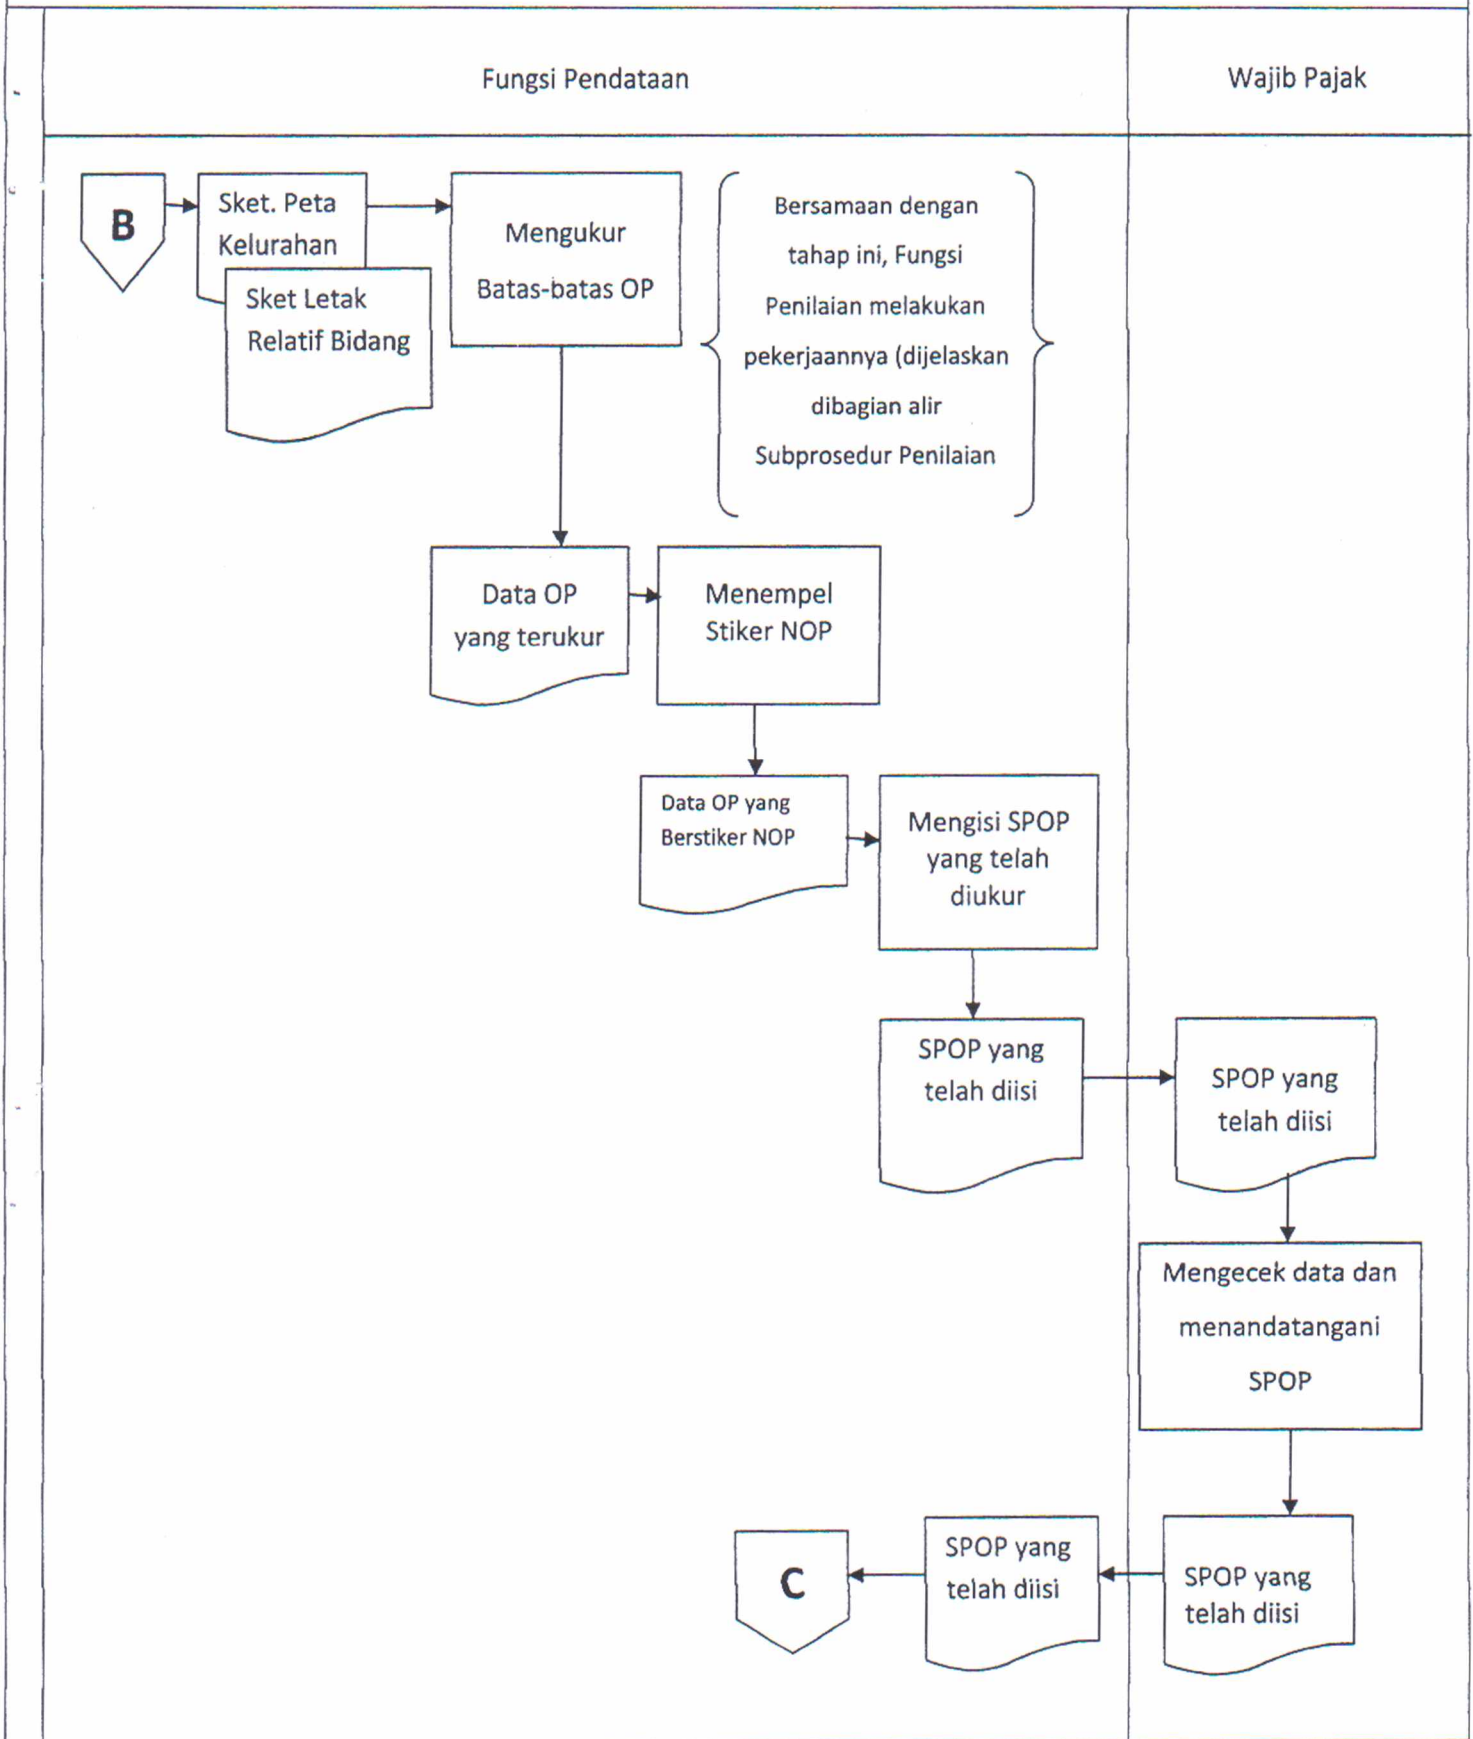 Fungsi Pendataan
Wajib Pajak
B
Sket. Peta
Kelurahan
Sket Letak
Relatif Bidang
Mengukur
Batas-batas OP
Bersamaan dengan
tahap ini, Fungsi
Penilaian melakukan
pekerjaannya (dijelaskan
dibagian alir
Subprosedur Penilaian
Data OP
yang terukur
Menempel
Stiker NOP
Data OP yang
Berstiker NOP
Mengisi SPOP
yang telah
diukur
SPOP yang
telah diisi
SPOP yang
telah diisi
Mengecek data dan
menandatangani
SPOP
C
SPOP yang
telah diisi
SPOP yang
telah diisi